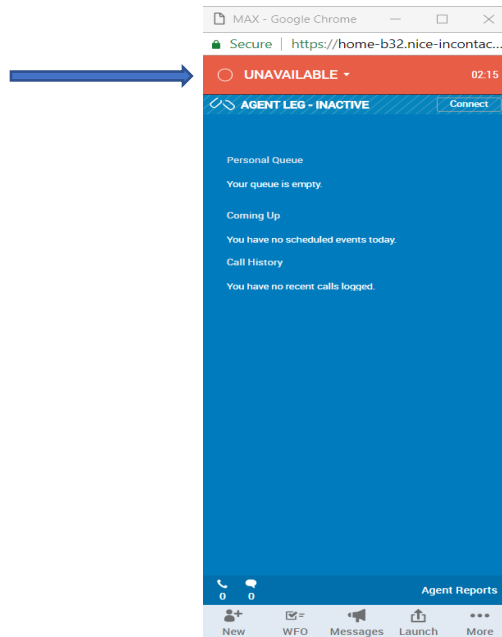 MAX - Google Chrome
Secure | https://home-b32.nice-incontac...
UNAVAILABLE 02:15
AGENT LEG - INACTIVE Connect
Personal Queue
Your queue is empty.
Coming Up
You have no scheduled events today.
Call History
You have no recent calls logged.
0 0 Agent Reports
New WFO Messages Launch More